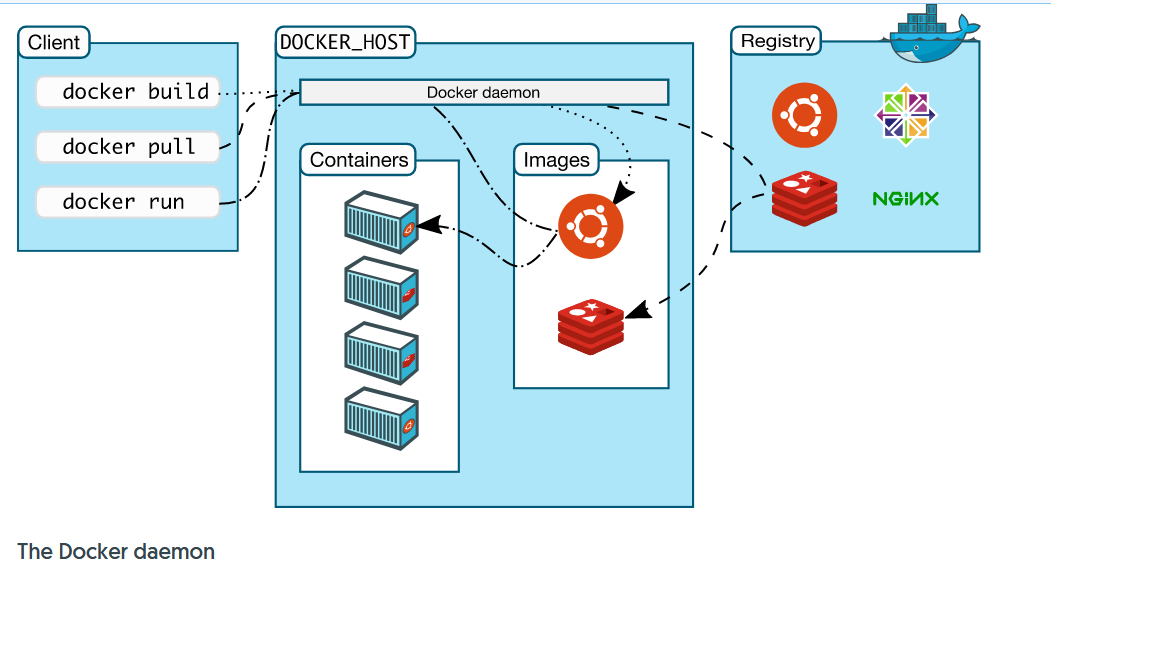 Client
docker build
docker pull
docker run
DOCKER_HOST
Docker daemon
Containers
Images
Registry
NGiNX
The Docker daemon